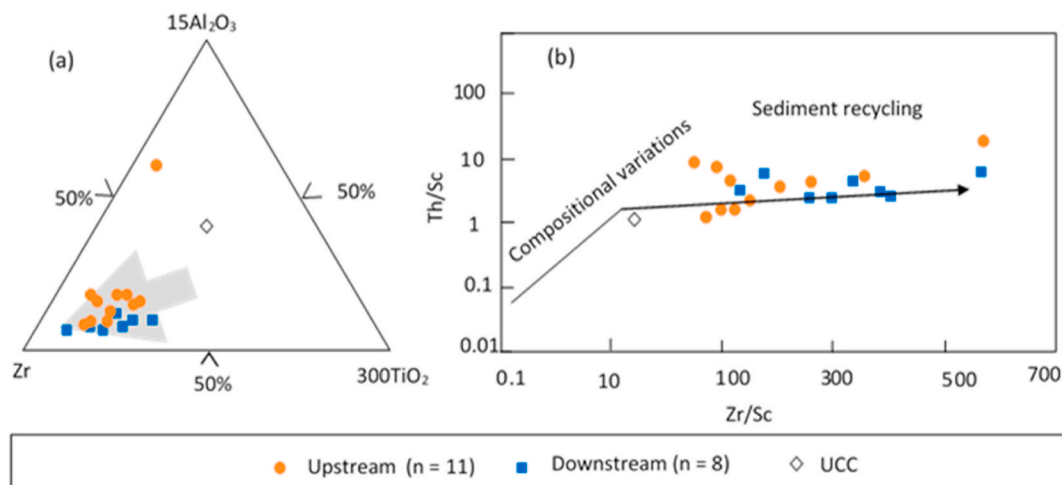 15Al₂O₃
(a)
50%
50%
Zr
50%
300TiO₂
(b)
Sediment recycling
Compositional variations
Th/Sc
100
10
1
0.1
0.01
0.1
10
100
300
500
700
Zr/Sc
Upstream (n = 11)
Downstream (n = 8)
UCC